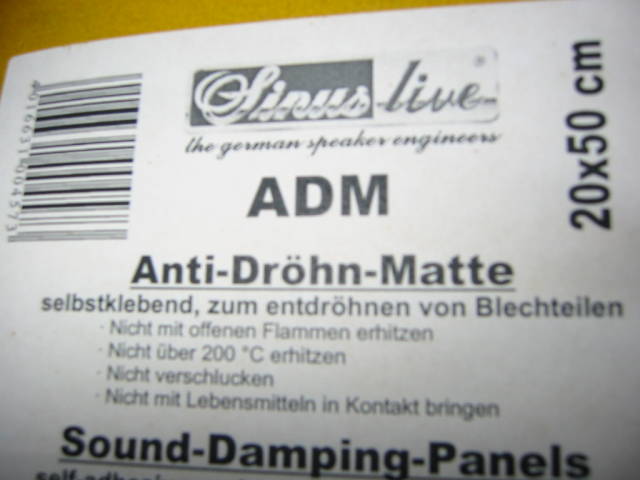 Sinus live
the german speaker engineers
20x50 cm
4016631004573
ADM
Anti-Dröhn-Matte
selbstklebend, zum entdröhnen von Blechteilen
· Nicht mit offenen Flammen erhitzen
· Nicht über 200 °C erhitzen
· Nicht verschlucken
· Nicht mit Lebensmitteln in Kontakt bringen
Sound-Damping-Panels